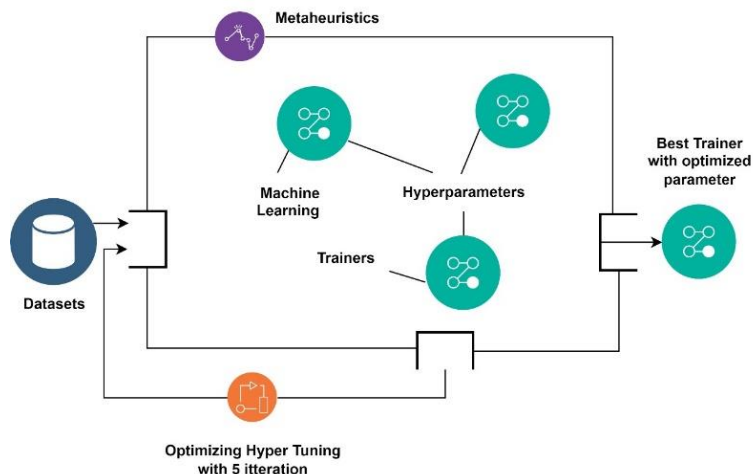 Metaheuristics
Best Trainer
with optimized
parameter
Machine
Learning
Hyperparameters
Trainers
Datasets
Optimizing Hyper Tuning
with 5 itteration